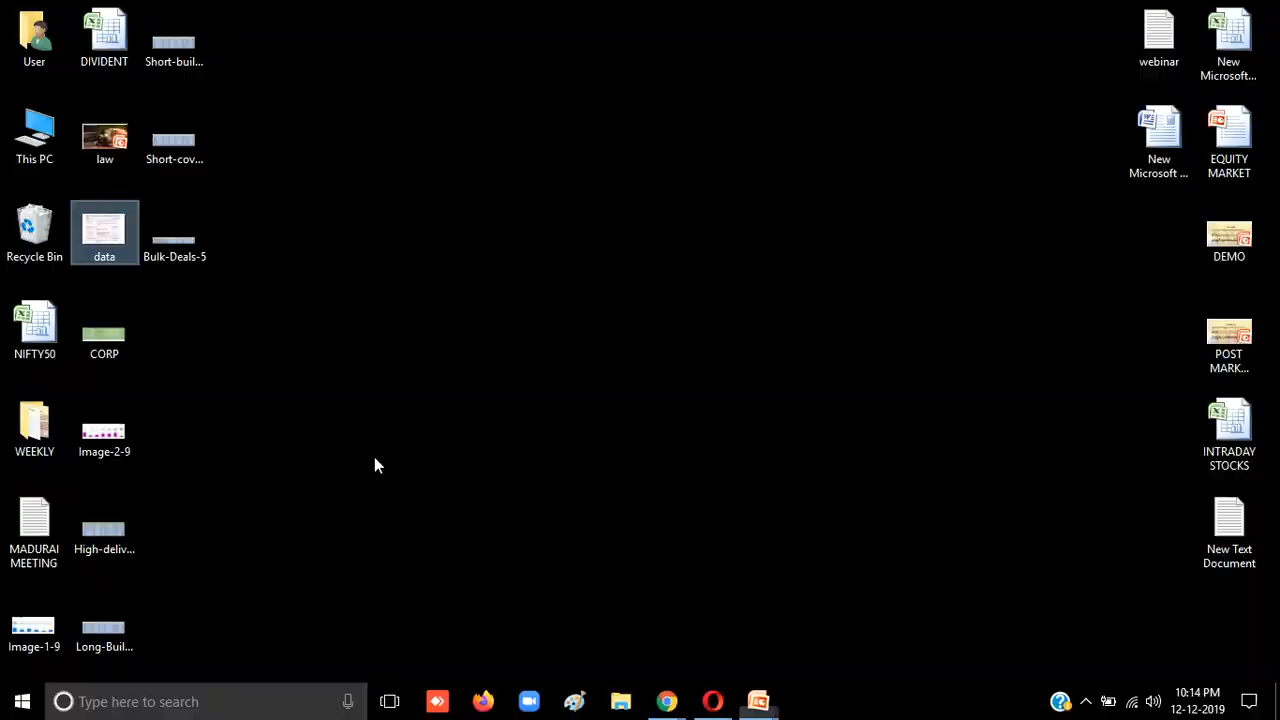 User
DIVIDENT
Short-buil...
This PC
law
Short-cov...
Recycle Bin
data
Bulk-Deals-5
NIFTY50
CORP
WEEKLY
Image-2-9
MADURAI
MEETING
High-deliv...
Image-1-9
Long-Buil...
webinar
New
Microsoft...
New
Microsoft ...
EQUITY
MARKET
DEMO
POST
MARK...
INTRADAY
STOCKS
New Text
Document
Type here to search
10:14 PM
12-12-2019